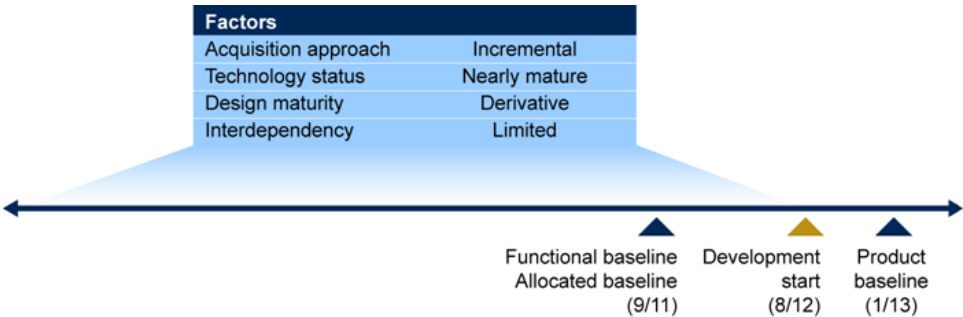 Factors
Acquisition approach Incremental
Technology status Nearly mature
Design maturity Derivative
Interdependency Limited
Functional baseline
Allocated baseline
(9/11)
Development
start
(8/12)
Product
baseline
(1/13)